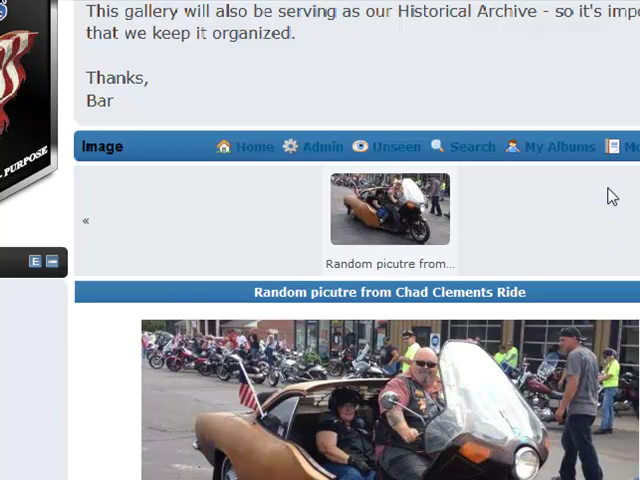 This gallery will also be serving as our Historical Archive - so it's
that we keep it organized.
Thanks,
Bar
PURPOSE
Image Home Admin Unseen Search My Albums
«
Random picutre from...
E
Random picutre from Chad Clements Ride